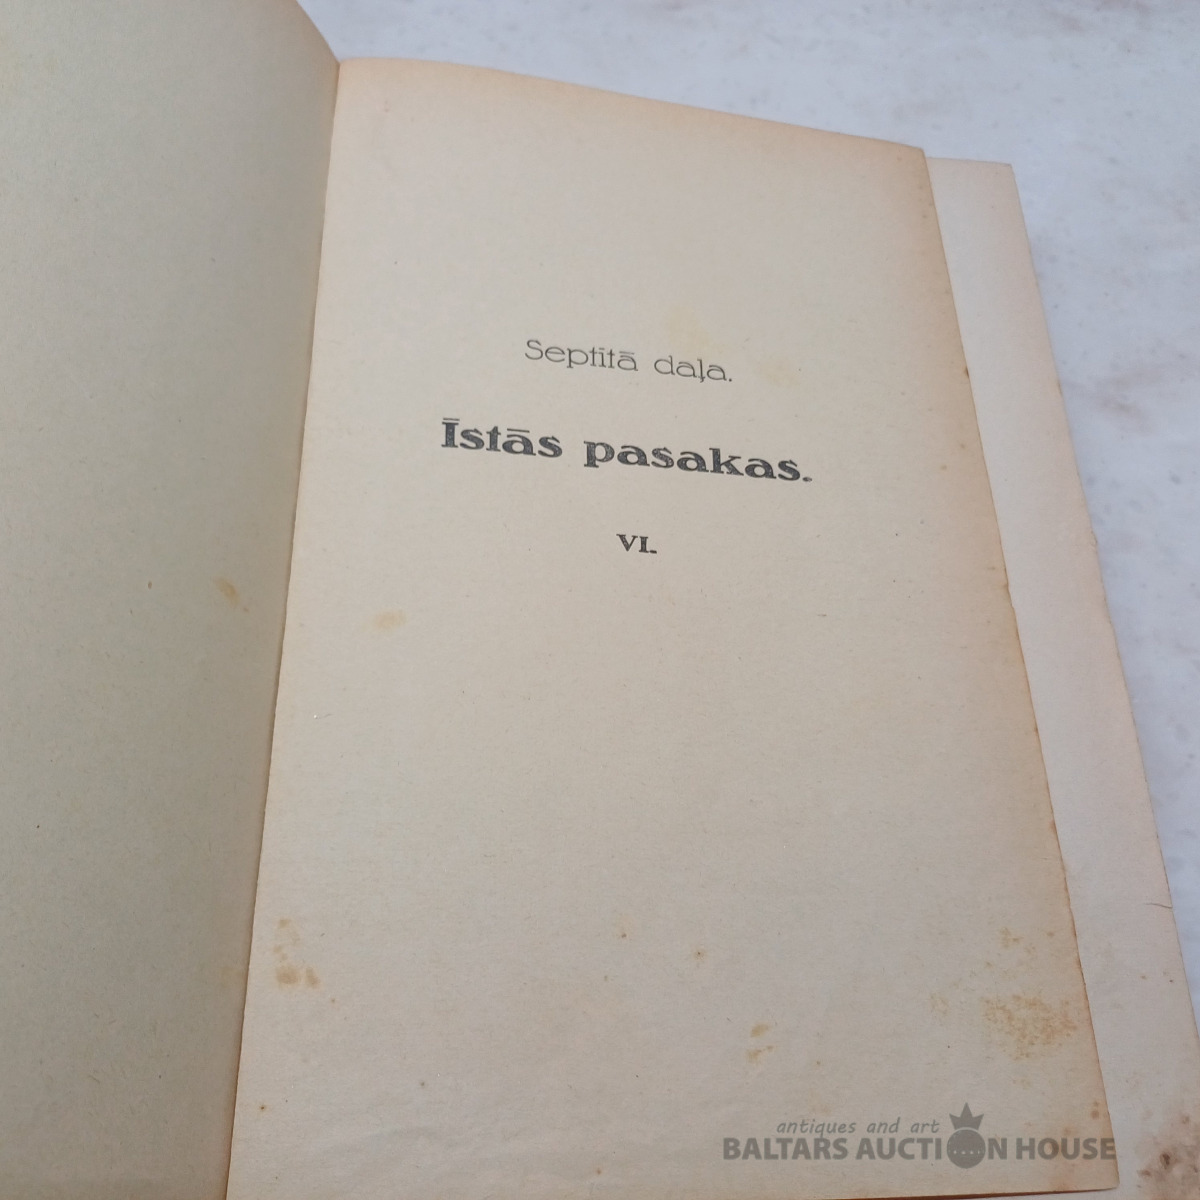 Septītā daļa.
Īstās pasakas.
VI.
antiques and art
BALTARS AUCTION HOUSE